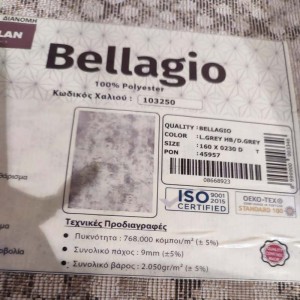 ΔΙΑΝΟΜΗ
LAN
Bellagio
100% Polyester
Κωδικός Χαλιού : 103250
QUALITY : BELLAGIO
COLOR : L.GREY HB/D.GREY
SIZE : 160 X 0230 D T
PON : 45957
08668923
ISO 9001 2015
CERTIFIED
OEKO-TEX®
STANDARD 100
Τεχνικές Προδιαγραφές
• Πυκνότητα : 768.000 κόμποι/m² (± 5%)
• Συνολικό πάχος : 9mm (±5%)
• Συνολικό βάρος : 2.050gr/m² (± 5%)